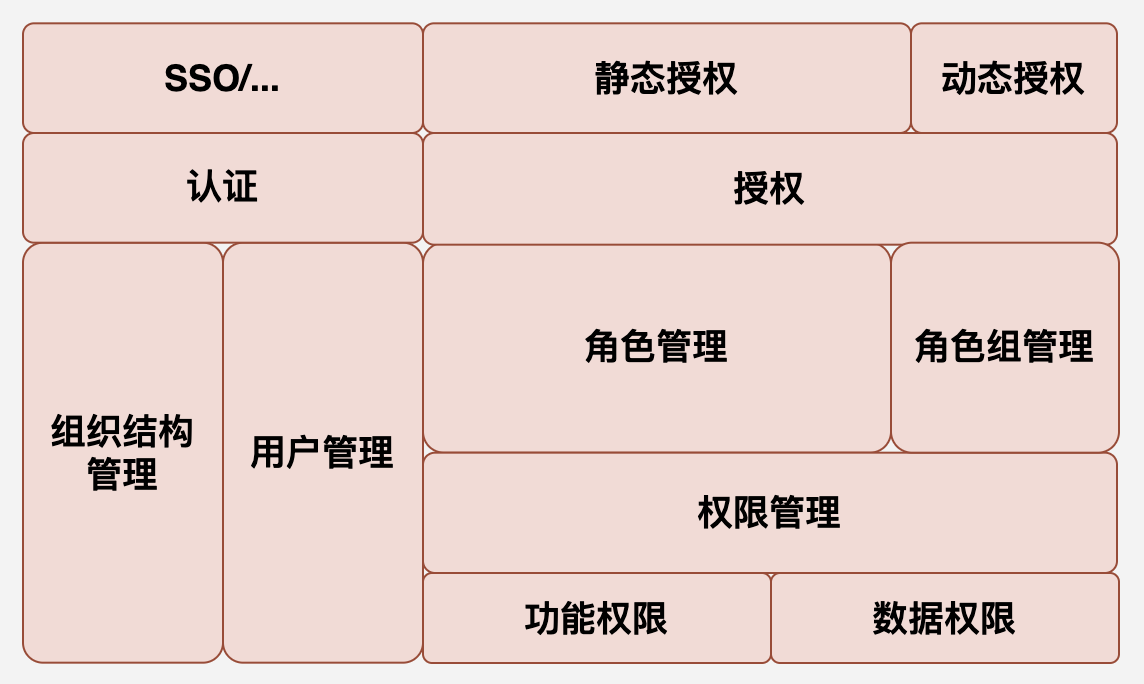 SSO/...
静态授权
动态授权
认证
授权
组织结构
管理
用户管理
角色管理
角色组管理
权限管理
功能权限
数据权限